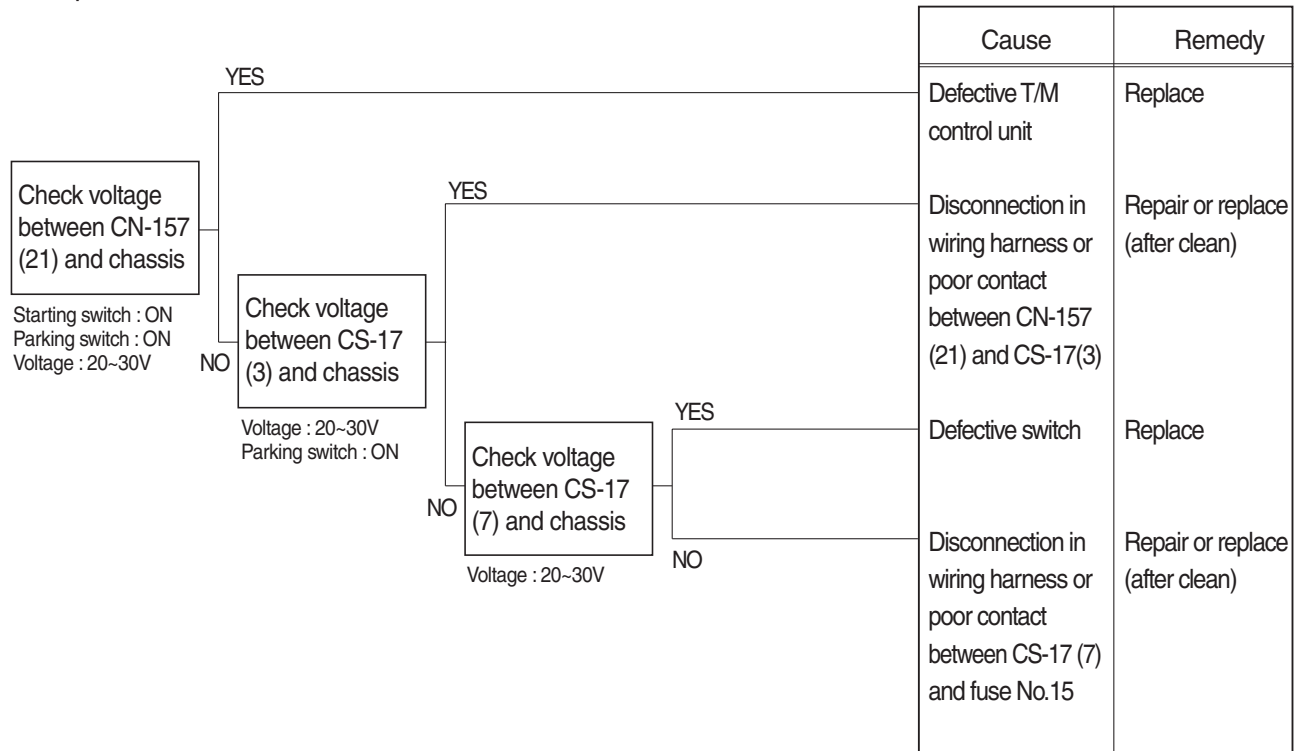 YES
Check voltage
between CN-157
(21) and chassis
Starting switch : ON
Parking switch : ON
Voltage : 20~30V
NO
YES
Check voltage
between CS-17
(3) and chassis
Voltage : 20~30V
Parking switch : ON
NO
YES
Check voltage
between CS-17
(7) and chassis
Voltage : 20~30V
NO
Cause
Remedy
Defective T/M
control unit
Replace
Disconnection in
wiring harness or
poor contact
between CN-157
(21) and CS-17(3)
Repair or replace
(after clean)
Defective switch
Replace
Disconnection in
wiring harness or
poor contact
between CS-17 (7)
and fuse No.15
Repair or replace
(after clean)